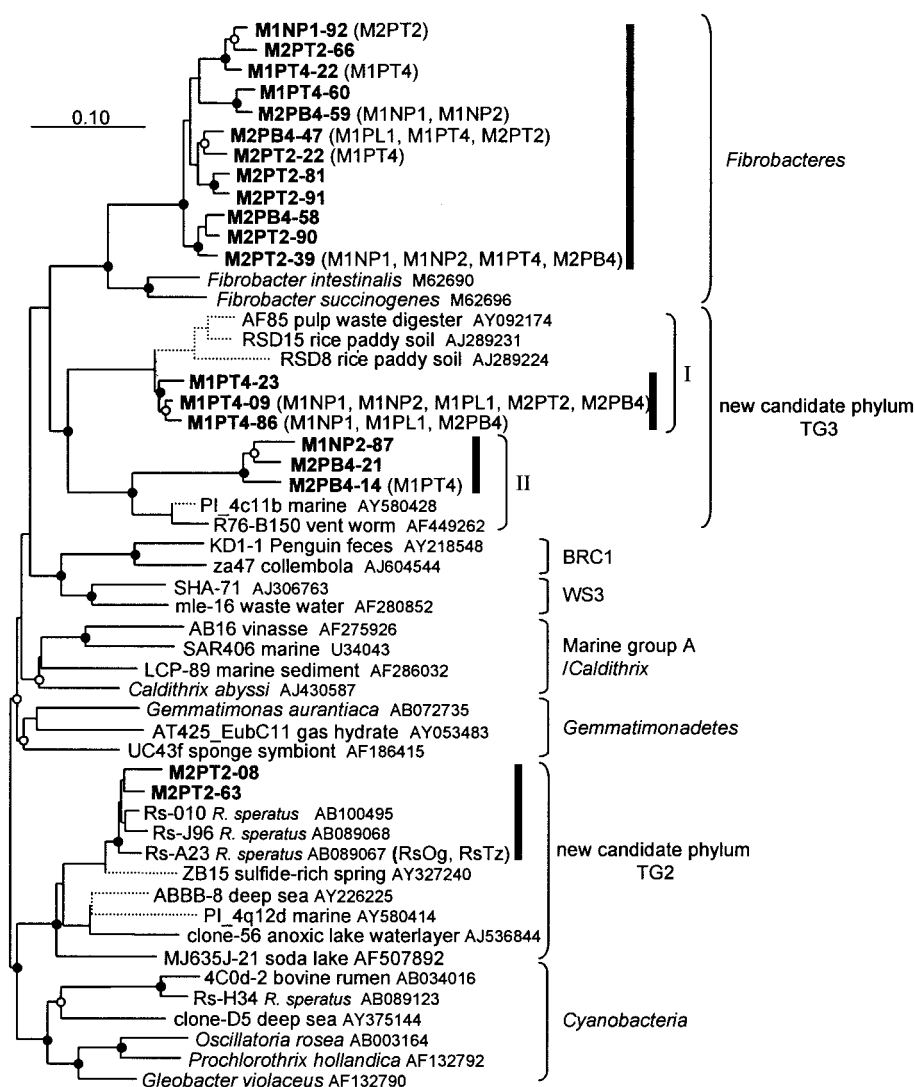 M1NP1-92 (M2PT2)
M2PT2-66
M1PT4-22 (M1PT4)
M1PT4-60
0.10
M2PB4-59 (M1NP1, M1NP2)
M2PB4-47 (M1PL1, M1PT4, M2PT2)
M2PT2-22 (M1PT4)
Fibrobacteres
M2PT2-81
M2PT2-91
M2PB4-58
M2PT2-90
M2PT2-39 (M1NP1, M1NP2, M1PT4, M2PB4)
Fibrobacter intestinalis M62690
Fibrobacter succinogenes M62696
AF85 pulp waste digester AY092174
RSD15 rice paddy soil AJ289231
RSD8 rice paddy soil AJ289224
I
M1PT4-23
M1PT4-09 (M1NP1, M1NP2, M1PL1, M2PT2, M2PB4)
M1PT4-86 (M1NP1, M1PL1, M2PB4)
new candidate phylum
TG3
M1NP2-87
M2PB4-21
M2PB4-14 (M1PT4)
II
PI_4c11b marine AY580428
R76-B150 vent worm AF449262
KD1-1 Penguin feces AY218548
za47 collembola AJ604544
BRC1
SHA-71 AJ306763
mle-16 waste water AF280852
WS3
AB16 vinasse AF275926
SAR406 marine U34043
LCP-89 marine sediment AF286032
Caldithrix abyssi AJ430587
Marine group A
/Caldithrix
Gemmatimonas aurantiaca AB072735
AT425_EubC11 gas hydrate AY053483
UC43f sponge symbiont AF186415
Gemmatimonadetes
M2PT2-08
M2PT2-63
Rs-010 R. speratus AB100495
Rs-J96 R. speratus AB089068
Rs-A23 R. speratus AB089067 (RsOg, RsTz)
ZB15 sulfide-rich spring AY327240
new candidate phylum
TG2
ABBB-8 deep sea AY226225
PI_4q12d marine AY580414
clone-56 anoxic lake waterlayer AJ536844
MJ635J-21 soda lake AF507892
4C0d-2 bovine rumen AB034016
Rs-H34 R. speratus AB089123
clone-D5 deep sea AY375144
Cyanobacteria
Oscillatoria rosea AB003164
Prochlorothrix hollandica AF132792
Gleobacter violaceus AF132790